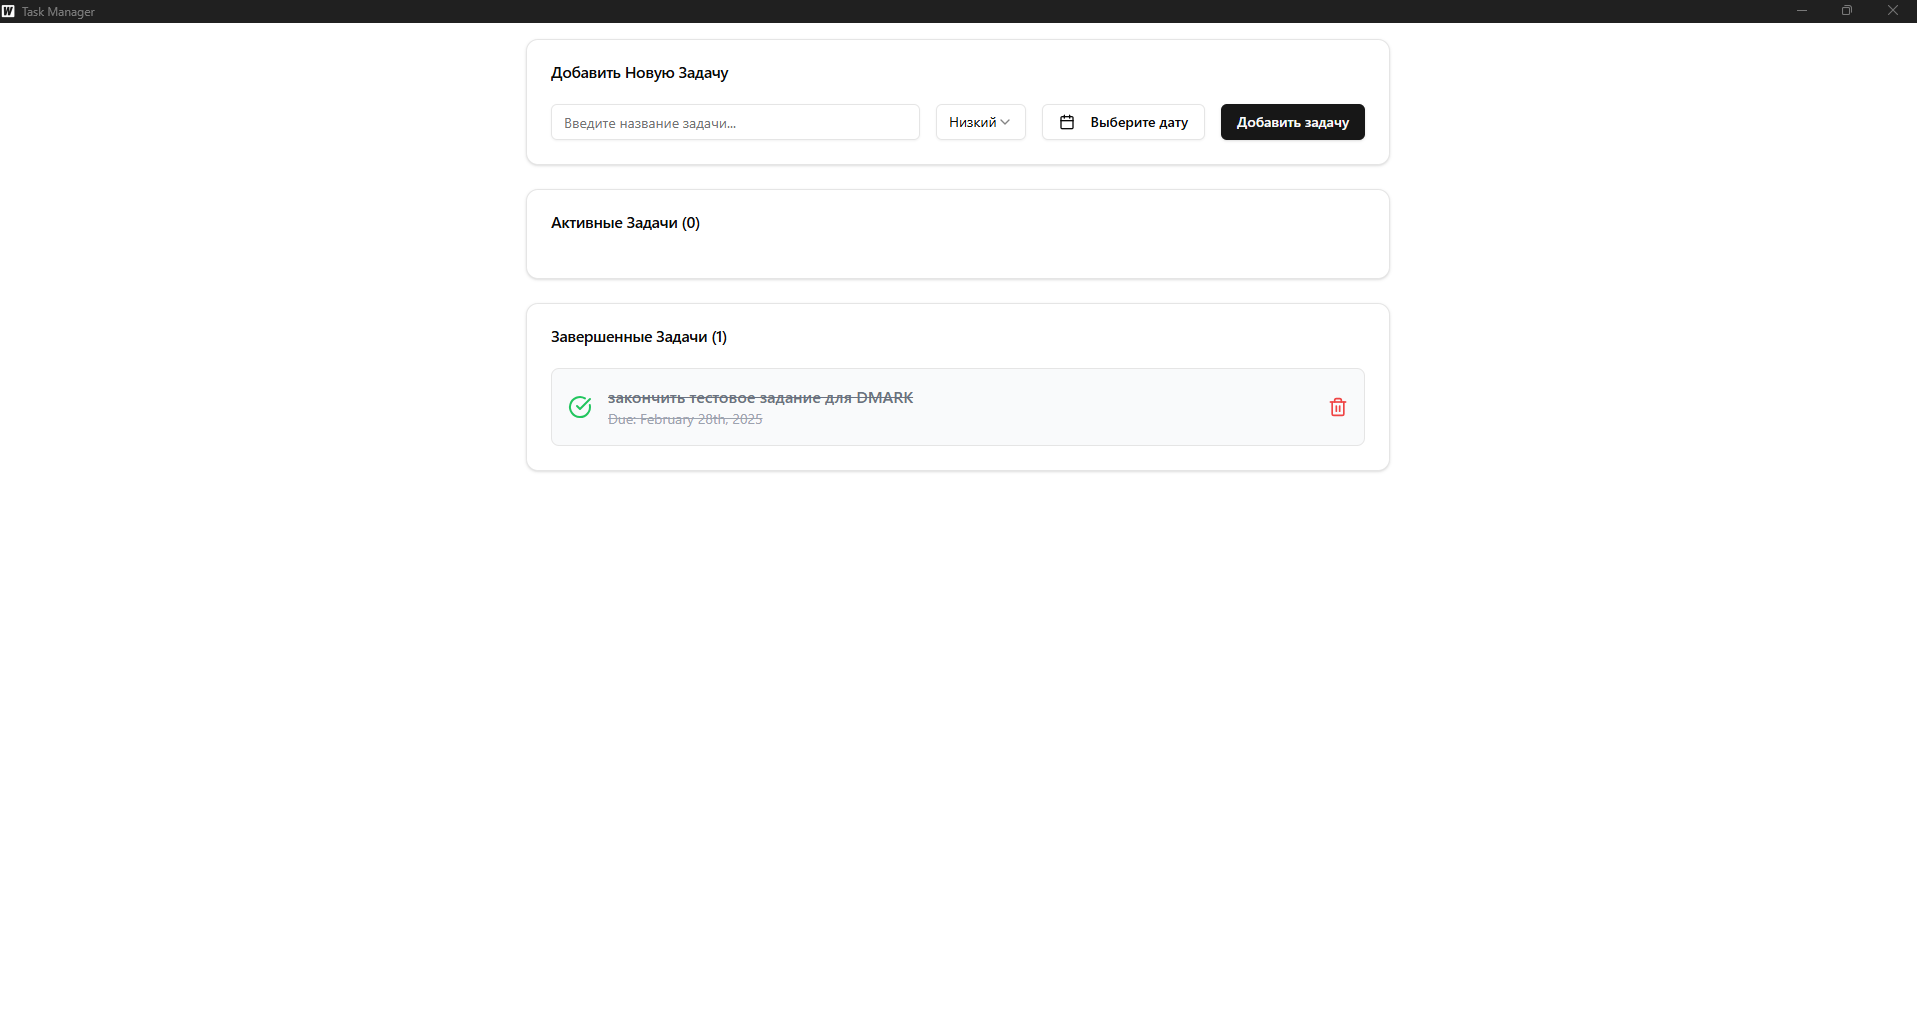 W Task Manager
Добавить Новую Задачу
Введите название задачи... Низкий Выберите дату Добавить задачу
Активные Задачи (0)
Завершенные Задачи (1)
закончить тестовое задание для DMARK
Due: February 28th, 2025